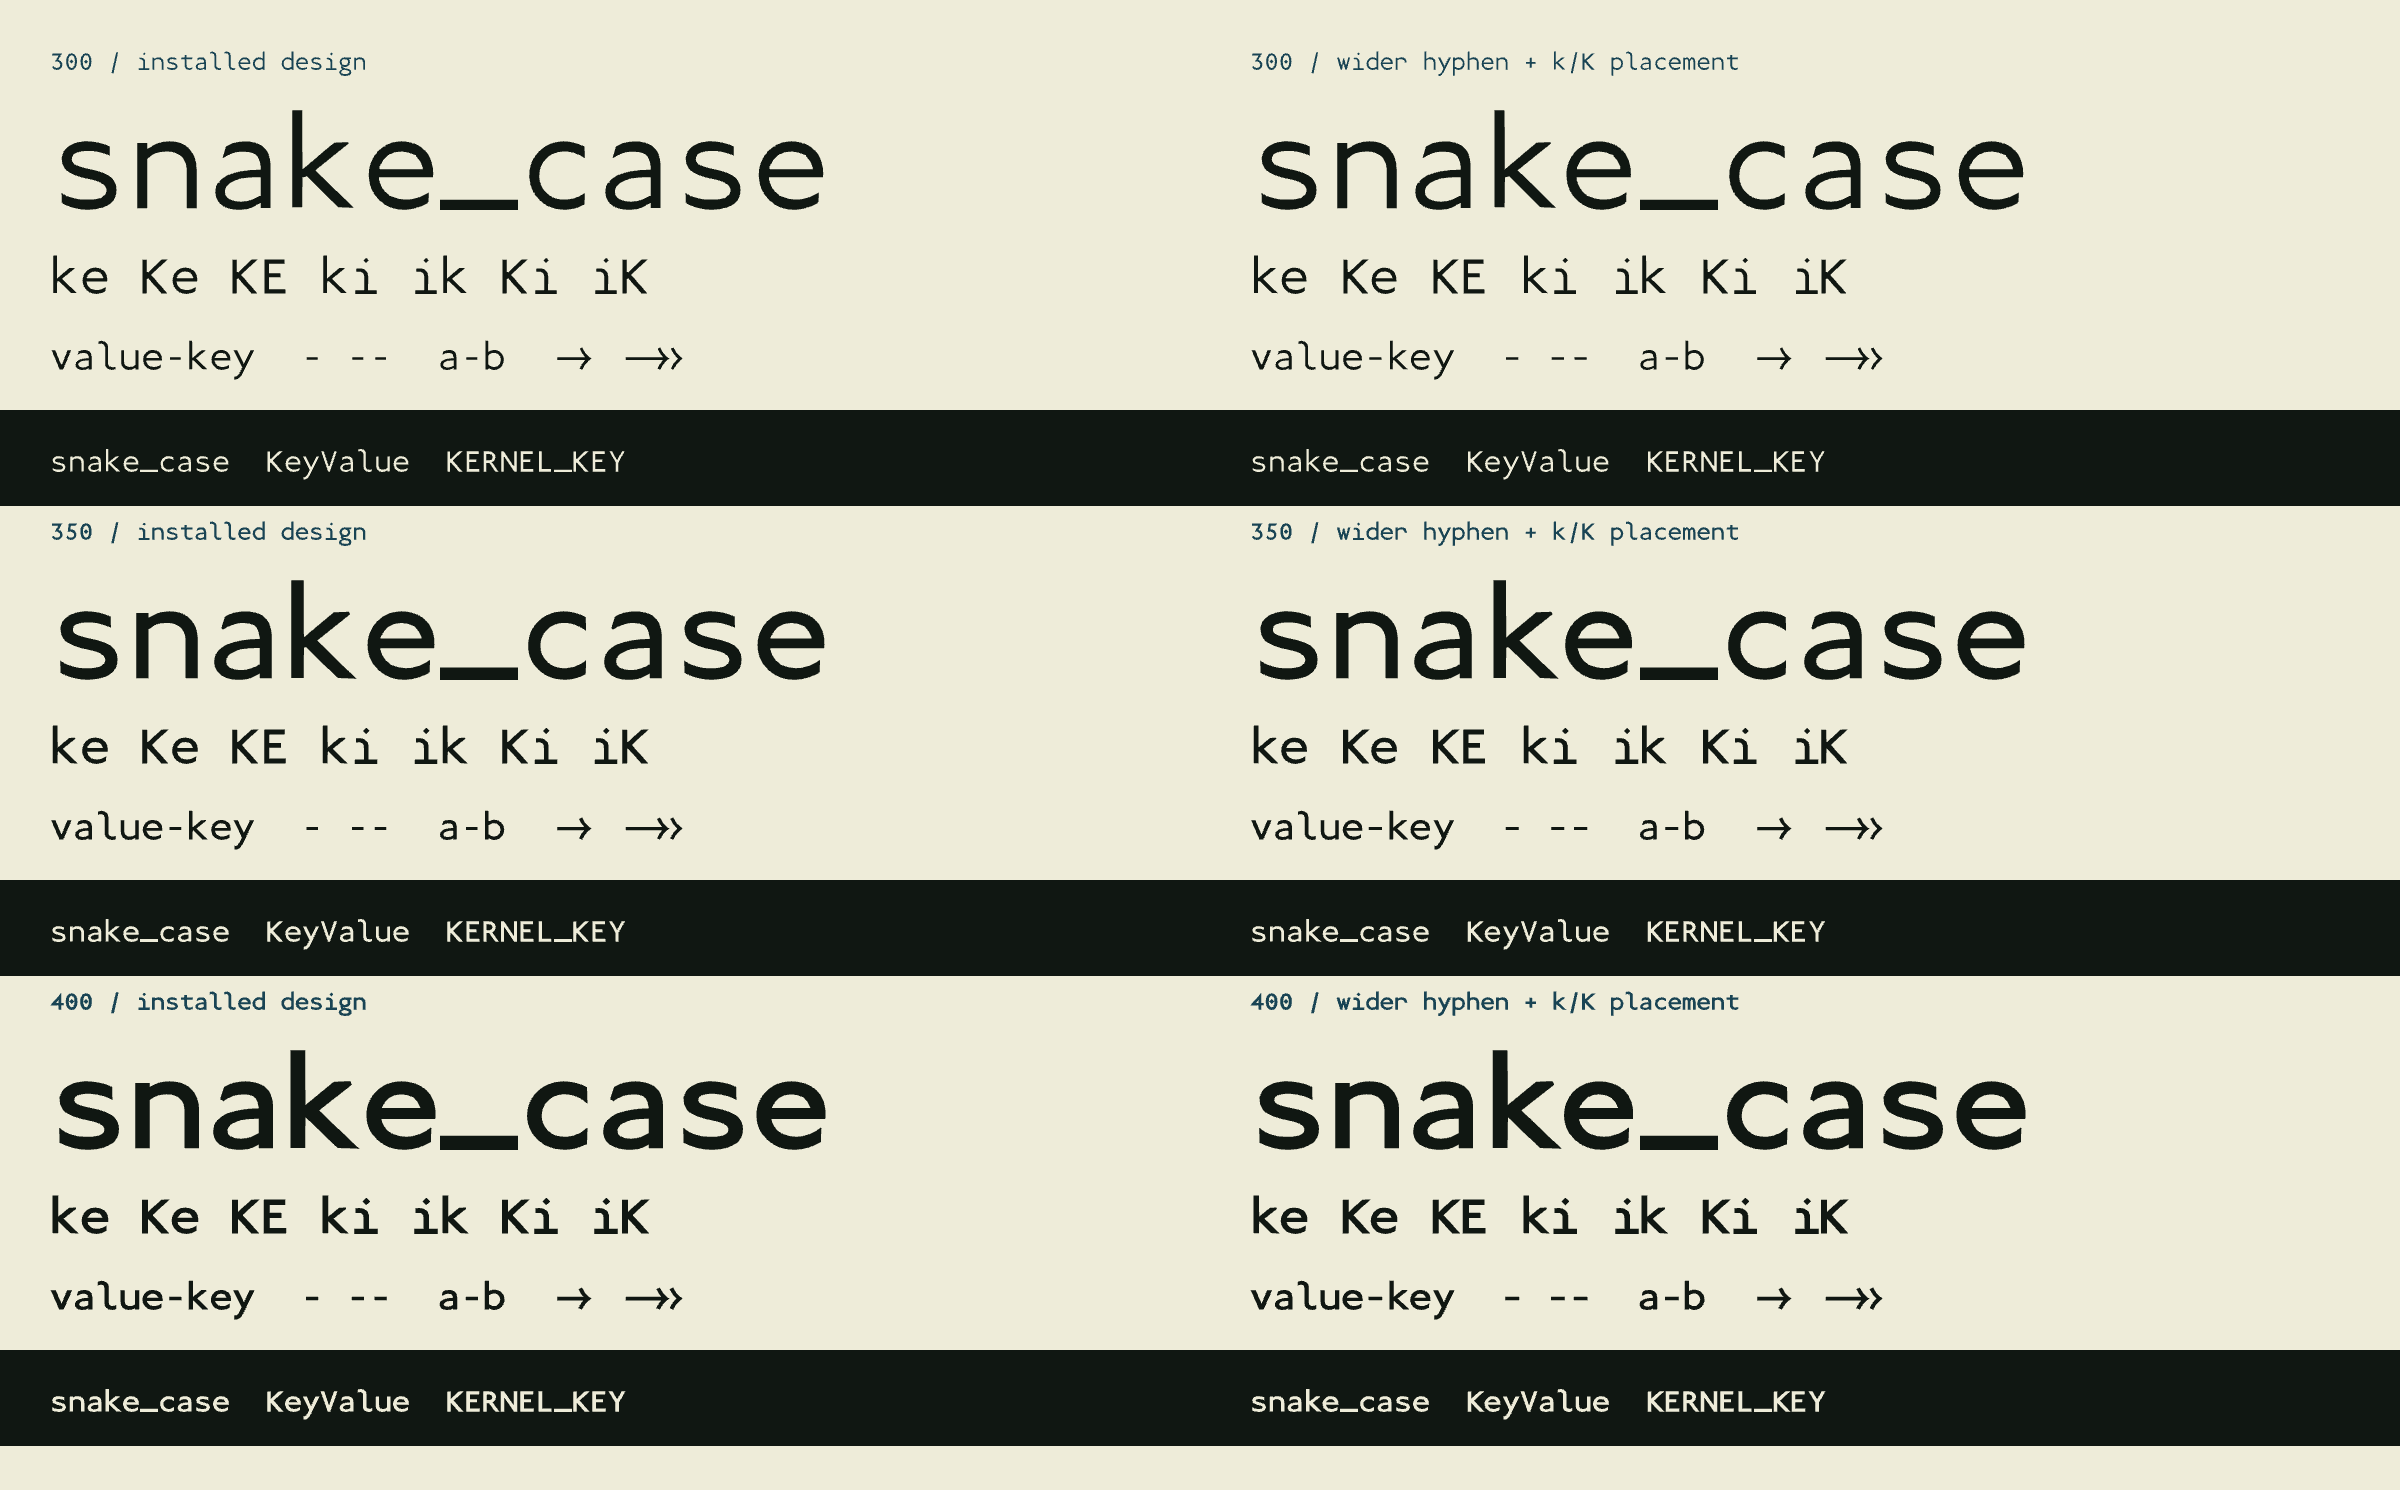 300 / installed design
snake_case
ke Ke KE ki ik Ki iK
value-key - -- a-b → ↠
snake_case KeyValue KERNEL_KEY
300 / wider hyphen + k/K placement
snake_case
ke Ke KE ki ik Ki iK
value-key - -- a-b → ↠
snake_case KeyValue KERNEL_KEY
350 / installed design
snake_case
ke Ke KE ki ik Ki iK
value-key - -- a-b → ↠
snake_case KeyValue KERNEL_KEY
350 / wider hyphen + k/K placement
snake_case
ke Ke KE ki ik Ki iK
value-key - -- a-b → ↠
snake_case KeyValue KERNEL_KEY
400 / installed design
snake_case
ke Ke KE ki ik Ki iK
value-key - -- a-b → ↠
snake_case KeyValue KERNEL_KEY
400 / wider hyphen + k/K placement
snake_case
ke Ke KE ki ik Ki iK
value-key - -- a-b → ↠
snake_case KeyValue KERNEL_KEY